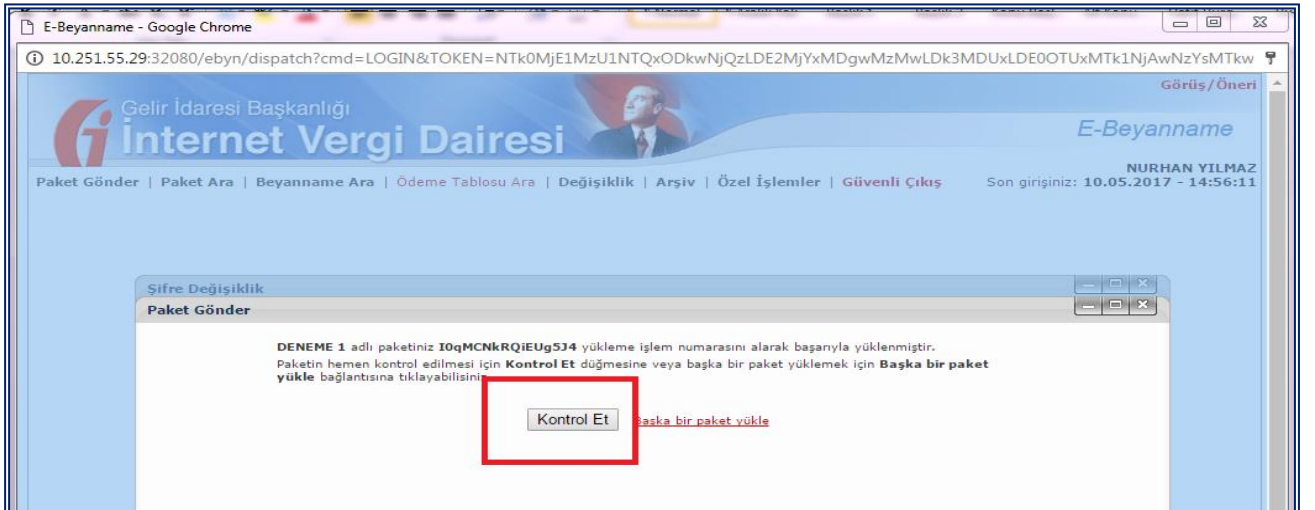 E-Beyanname - Google Chrome
10.251.55.29:32080/ebyn/dispatch?cmd=LOGIN&TOKEN=NTk0MjE1MzU1NTQxODkwNjQzLDE2MjYxMDgwMzMwLDk3MDUxLDE0OTUxMTk1NjAwNzYsMTkw
Görüş/Öneri
Gelir İdaresi Başkanlığı
İnternet Vergi Dairesi
E-Beyanname
NURHAN YILMAZ
Paket Gönder | Paket Ara | Beyanname Ara | Ödeme Tablosu Ara | Değişiklik | Arşiv | Özel İşlemler | Güvenli Çıkış Son girişiniz: 10.05.2017 - 14:56:11
Şifre Değişiklik
Paket Gönder
DENEME 1 adlı paketiniz I0qMCNkRQiEUg5J4 yükleme işlem numarasını alarak başarıyla yüklenmiştir.
Paketin hemen kontrol edilmesi için Kontrol Et düğmesine veya başka bir paket yüklemek için Başka bir paket
yükle bağlantısına tıklayabilisiniz
Kontrol Et Başka bir paket yükle